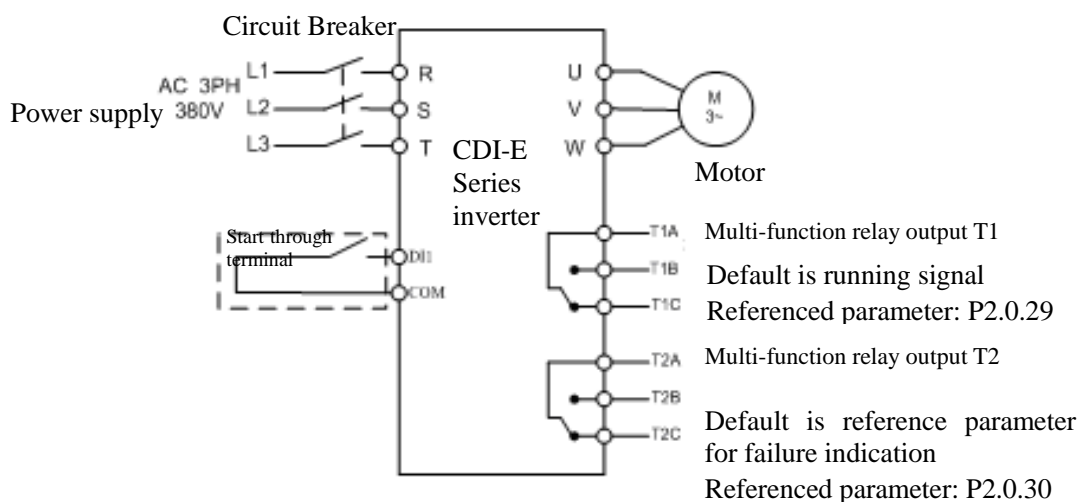 Circuit Breaker
Power supply
AC 3PH
380V
L1
L2
L3
R
S
T
U
V
W
M
3~
Motor
CDI-E
Series
inverter
Start through
terminal
DI1
COM
T1A
T1B
T1C
Multi-function relay output T1
Default is running signal
Referenced parameter: P2.0.29
T2A
T2B
T2C
Multi-function relay output T2
Default is reference parameter
for failure indication
Referenced parameter: P2.0.30